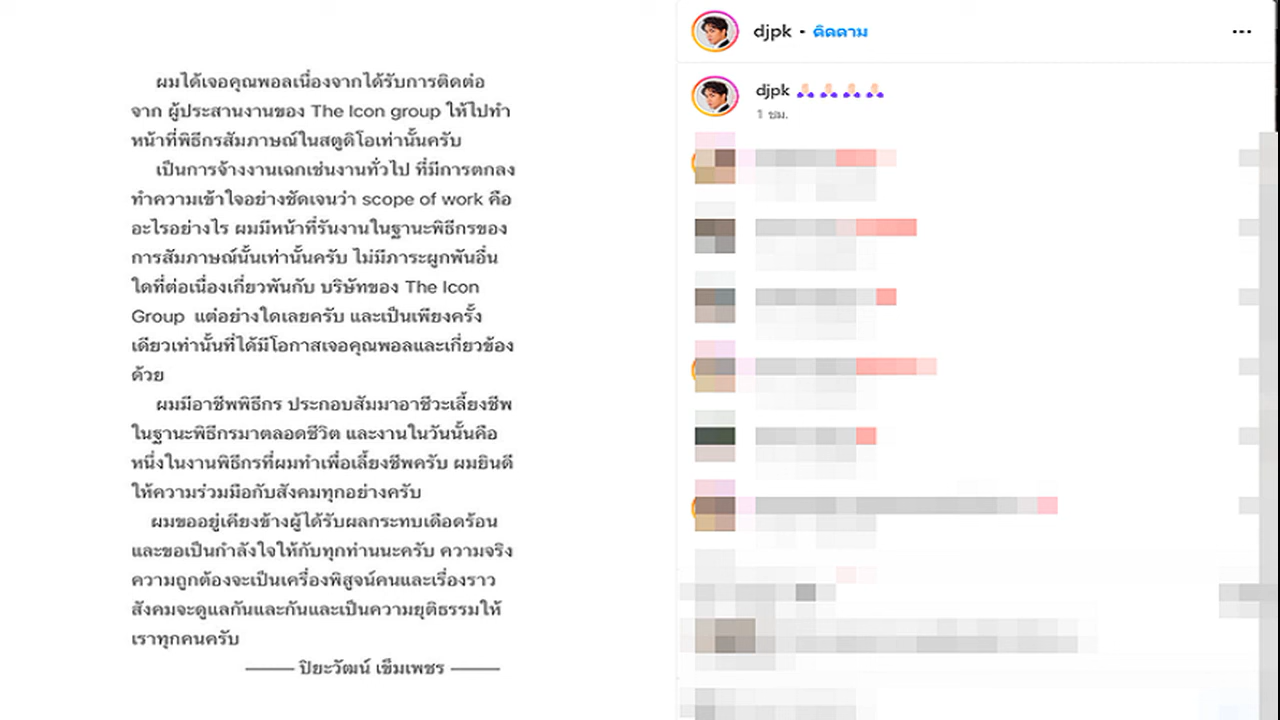 ผมได้เจอคุณพอลเนื่องจากได้รับการติดต่อ
จาก ผู้ประสานงานของ The Icon group ให้ไปทำ
หน้าที่พิธีกรสัมภาษณ์ในสตูดิโอเท่านั้นครับ
เป็นการจ้างงานเฉกเช่นงานทั่วไป ที่มีการตกลง
ทำความเข้าใจอย่างชัดเจนว่า scope of work คือ
อะไรอย่างไร ผมมีหน้าที่รันงานในฐานะพิธีกรของ
การสัมภาษณ์นั้นเท่านั้นครับ ไม่มีภาระผูกพันอื่น
ใดที่ต่อเนื่องเกี่ยวพันกับ บริษัทของ The Icon
Group แต่อย่างใดเลยครับ และเป็นเพียงครั้ง
เดียวเท่านั้นที่ได้มีโอกาสเจอคุณพอลและเกี่ยวข้อง
ด้วย
ผมมีอาชีพพิธีกร ประกอบสัมมาอาชีวะเลี้ยงชีพ
ในฐานะพิธีกรมาตลอดชีวิต และงานในวันนั้นคือ
หนึ่งในงานพิธีกรที่ผมทำเพื่อเลี้ยงชีพครับ ผมยินดี
ให้ความร่วมมือกับสังคมทุกอย่างครับ
ผมขออยู่เคียงข้างผู้ได้รับผลกระทบเดือดร้อน
และขอเป็นกำลังใจให้กับทุกท่านนะครับ ความจริง
ความถูกต้องจะเป็นเครื่องพิสูจน์คนและเรื่องราว
สังคมจะดูแลกันและกันและเป็นความยุติธรรมให้
เราทุกคนครับ
——— ปิยะวัฒน์ เข็มเพชร ———
djpk • ติดตาม
djpk 🙏🏻🙏🏻🙏🏻🙏🏻
1 ชม.